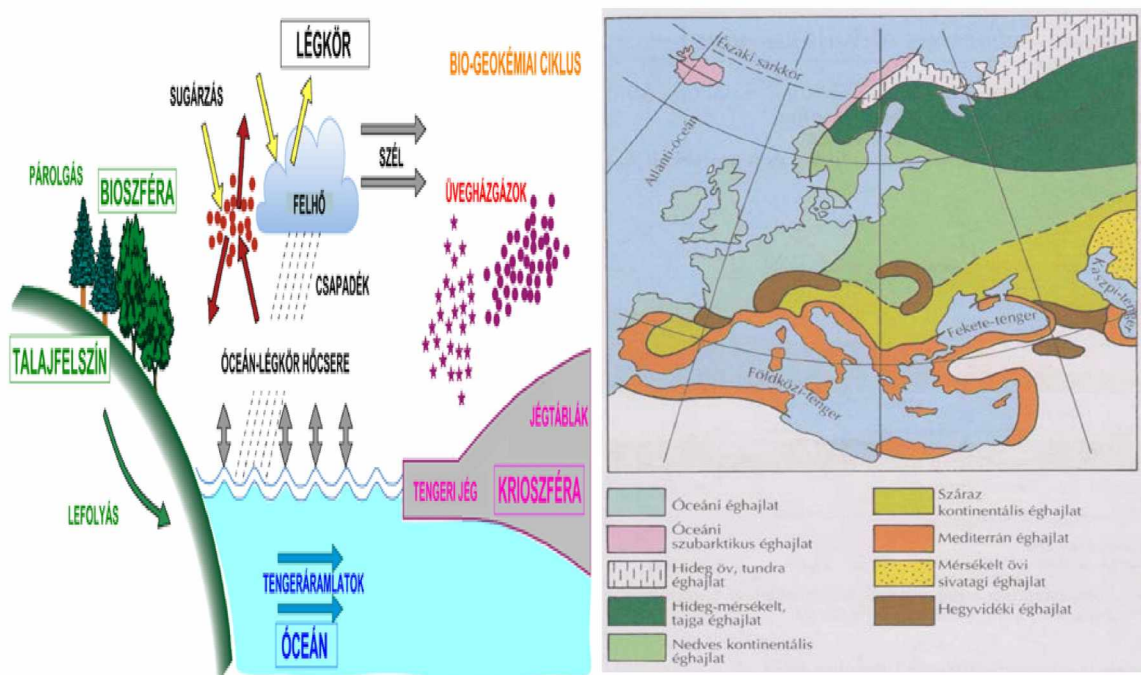 LÉGKÖR
BIO-GEOKÉMIAI CIKLUS
SUGÁRZÁS
SZÉL
PÁROLGÁS
BIOSZFÉRA
FELHŐ
ÜVEGHÁZGÁZOK
CSAPADÉK
TALAJFELSZÍN
ÓCEÁN-LÉGKÖR HŐCSERE
JÉGTÁBLÁK
TENGERI JÉG
KRIOSZFÉRA
LEFOLYÁS
TENGERÁRAMLATOK
ÓCEÁN
Északi sarkkör
Atlanti-óceán
Kaszpi-tenger
Fekete-tenger
Földközi-tenger
Óceáni éghajlat
Óceáni
szubarktikus éghajlat
Hideg öv, tundra
éghajlat
Hideg-mérsékelt,
tajga éghajlat
Nedves kontinentális
éghajlat
Száraz
kontinentális éghajlat
Mediterrán éghajlat
Mérsékelt övi
sivatagi éghajlat
Hegyvidéki éghajlat